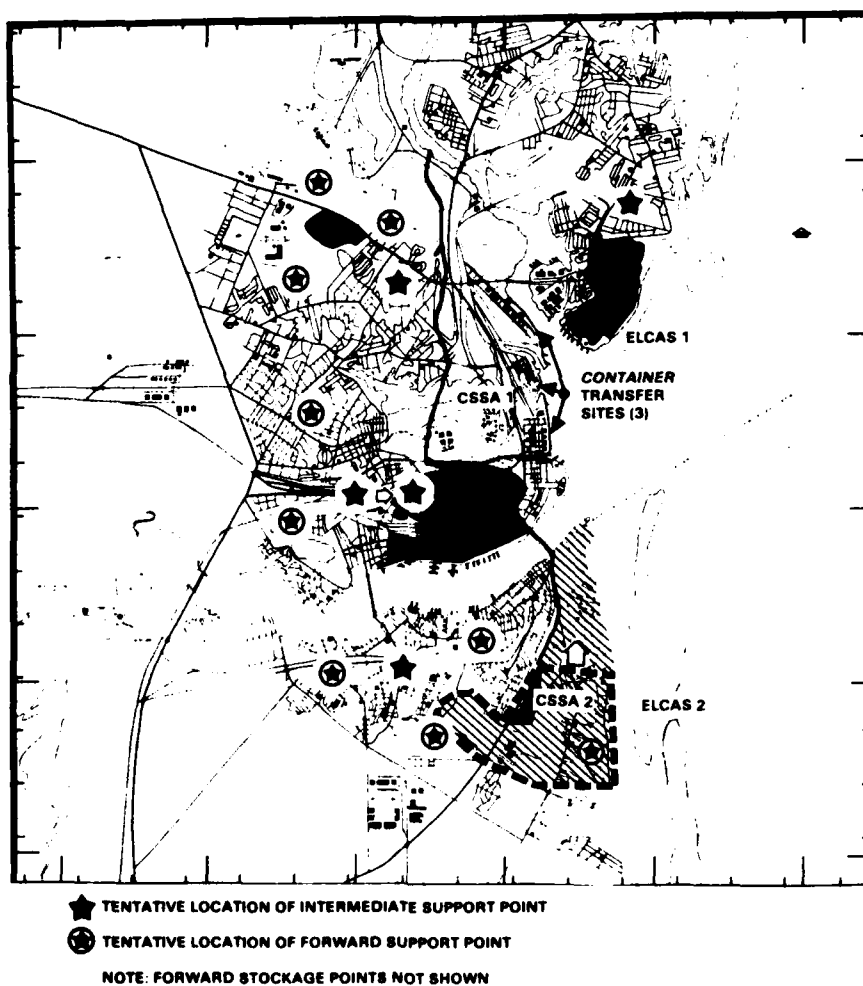 ELCAS 1
CONTAINER
TRANSFER
SITES (3)
CSSA 1
CSSA 2
ELCAS 2
TENTATIVE LOCATION OF INTERMEDIATE SUPPORT POINT
TENTATIVE LOCATION OF FORWARD SUPPORT POINT
NOTE: FORWARD STOCKAGE POINTS NOT SHOWN